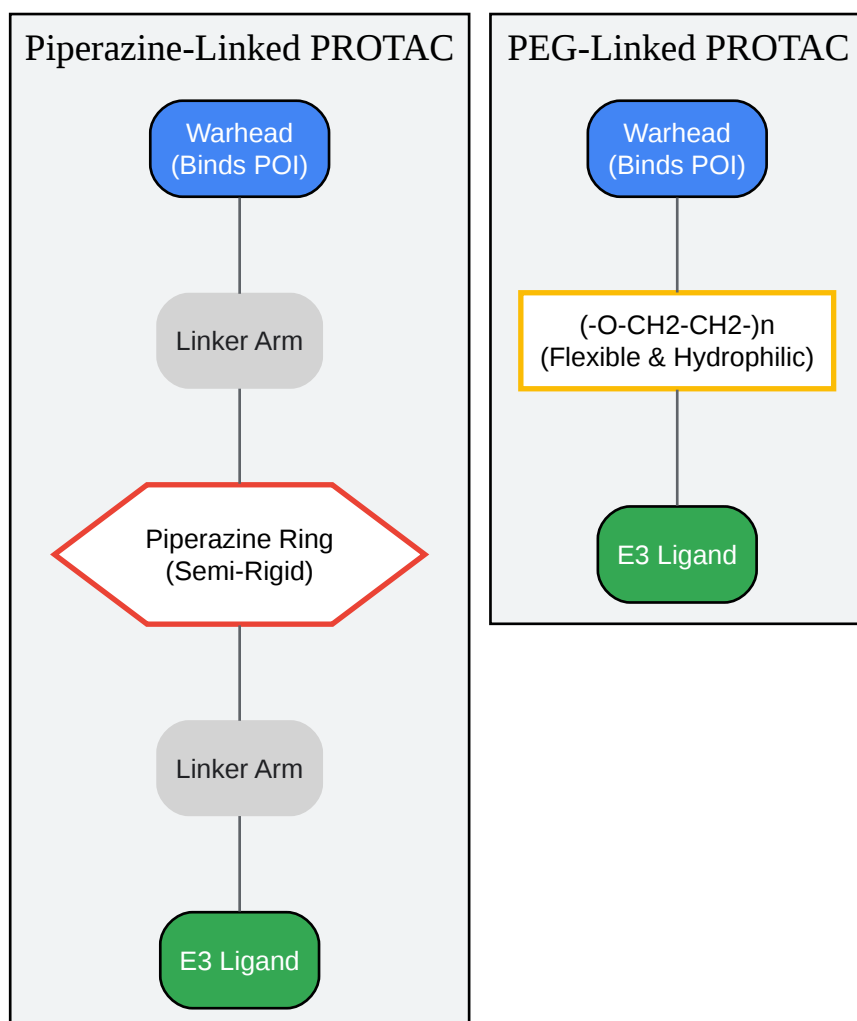 Piperazine-Linked PROTAC
Warhead
(Binds POI)
Linker Arm
Piperazine Ring
(Semi-Rigid)
Linker Arm
E3 Ligand
PEG-Linked PROTAC
Warhead
(Binds POI)
(-O-CH2-CH2-)n
(Flexible & Hydrophilic)
E3 Ligand